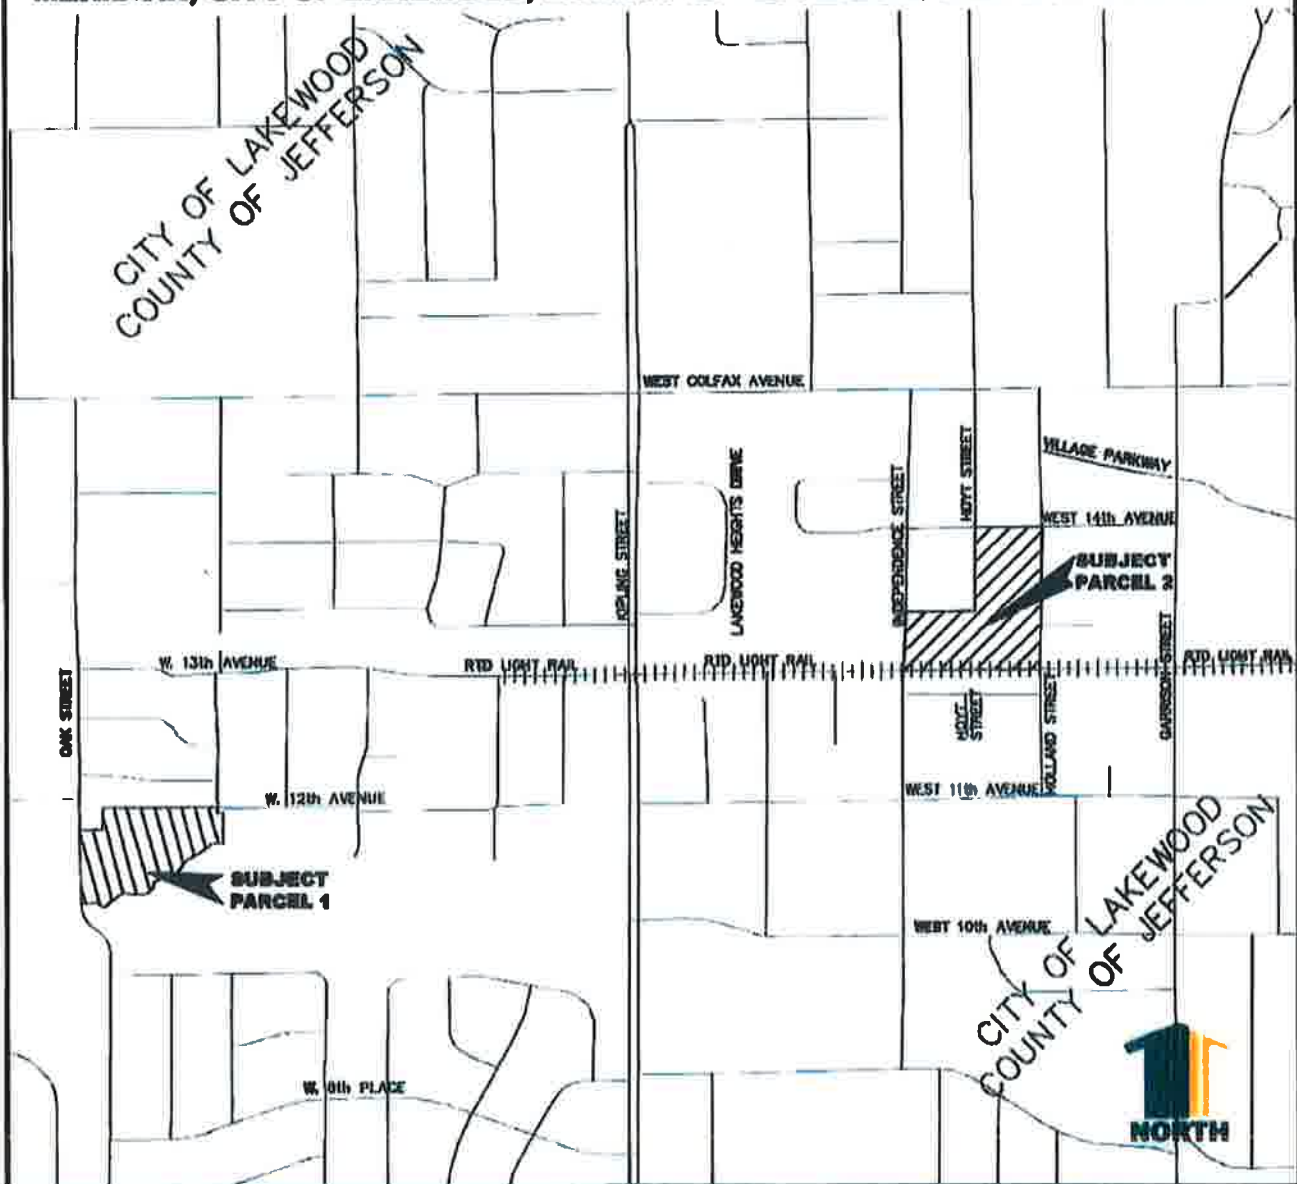 CITY OF LAKEWOOD
COUNTY OF JEFFERSON
WEST COLFAX AVENUE
VILLAGE PARKWAY
HOYT STREET
LAKEWOOD HEIGHTS DRIVE
INDEPENDENCE STREET
KIPLING STREET
WEST 14th AVENUE
SUBJECT
PARCEL 2
GARRISON STREET
OAK STREET
W. 13th AVENUE
RTD LIGHT RAIL
RTD LIGHT RAIL
RTD LIGHT RAIL
HOYT
STREET
HOLLAND STREET
W. 12th AVENUE
WEST 11th AVENUE
SUBJECT
PARCEL 1
WEST 10th AVENUE
CITY OF LAKEWOOD
COUNTY OF JEFFERSON
PLACE
NORTH